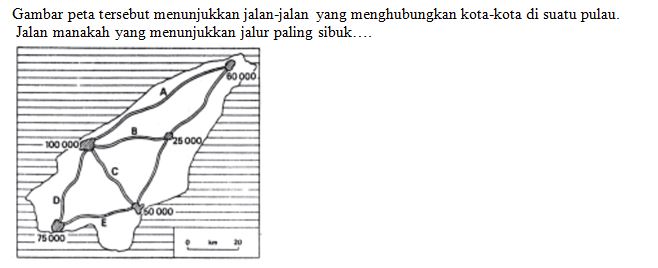 Gambar peta tersebut menunjukkan jalan-jalan yang menghubungkan kota-kota di suatu pulau.
Jalan manakah yang menunjukkan jalur paling sibuk….
60 000
A
B
100 000
25 000
C
D
50 000
E
75 000
0 km 20